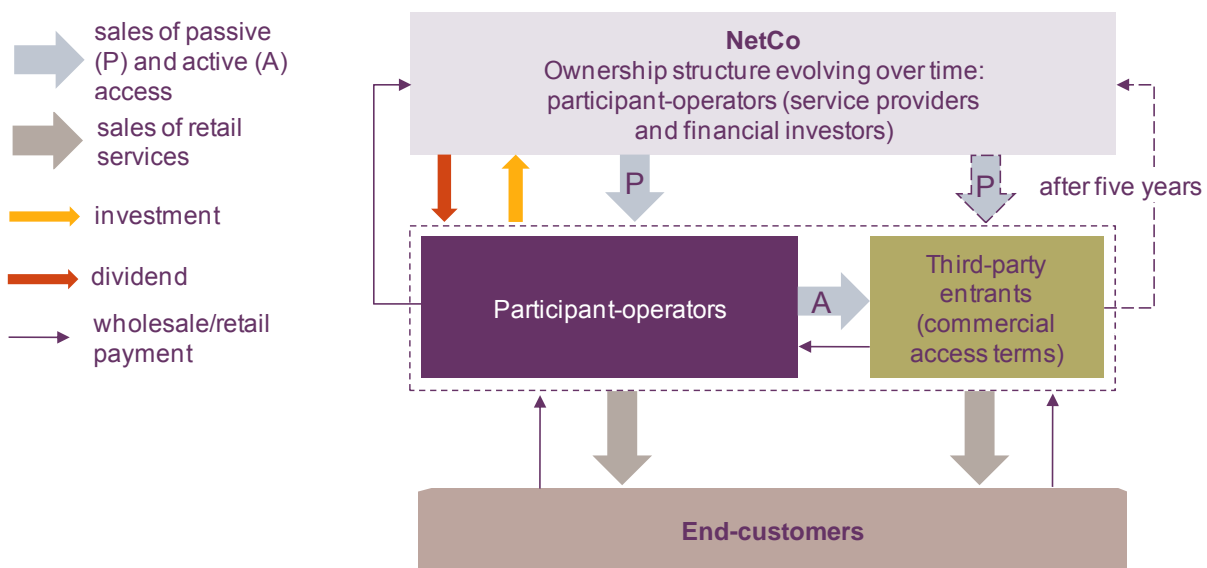 sales of passive
(P) and active (A)
access
sales of retail
services
investment
dividend
wholesale/retail
payment
NetCo
Ownership structure evolving over time:
participant-operators (service providers
and financial investors)
P
P
after five years
Participant-operators
A
Third-party
entrants
(commercial
access terms)
End-customers